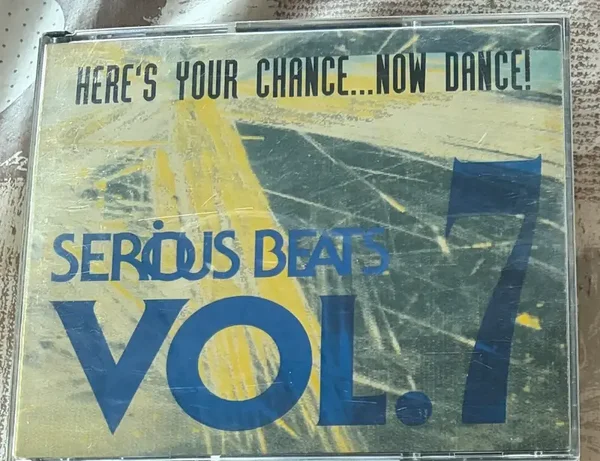 HERE'S YOUR CHANCE...NOW DANCE!
SERIOUS BEATS
VOL.7